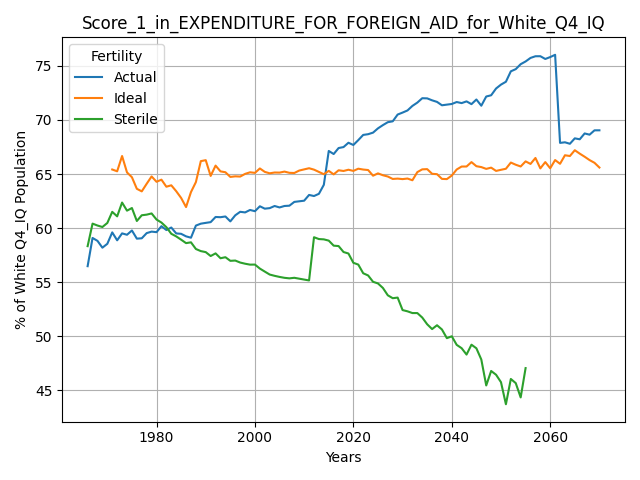 Score_1_in_EXPENDITURE_FOR_FOREIGN_AID_for_White_Q4_IQ
Fertility
Actual
Ideal
Sterile
% of White Q4_IQ Population
75
70
65
60
55
50
45
1980
2000
2020
2040
2060
Years